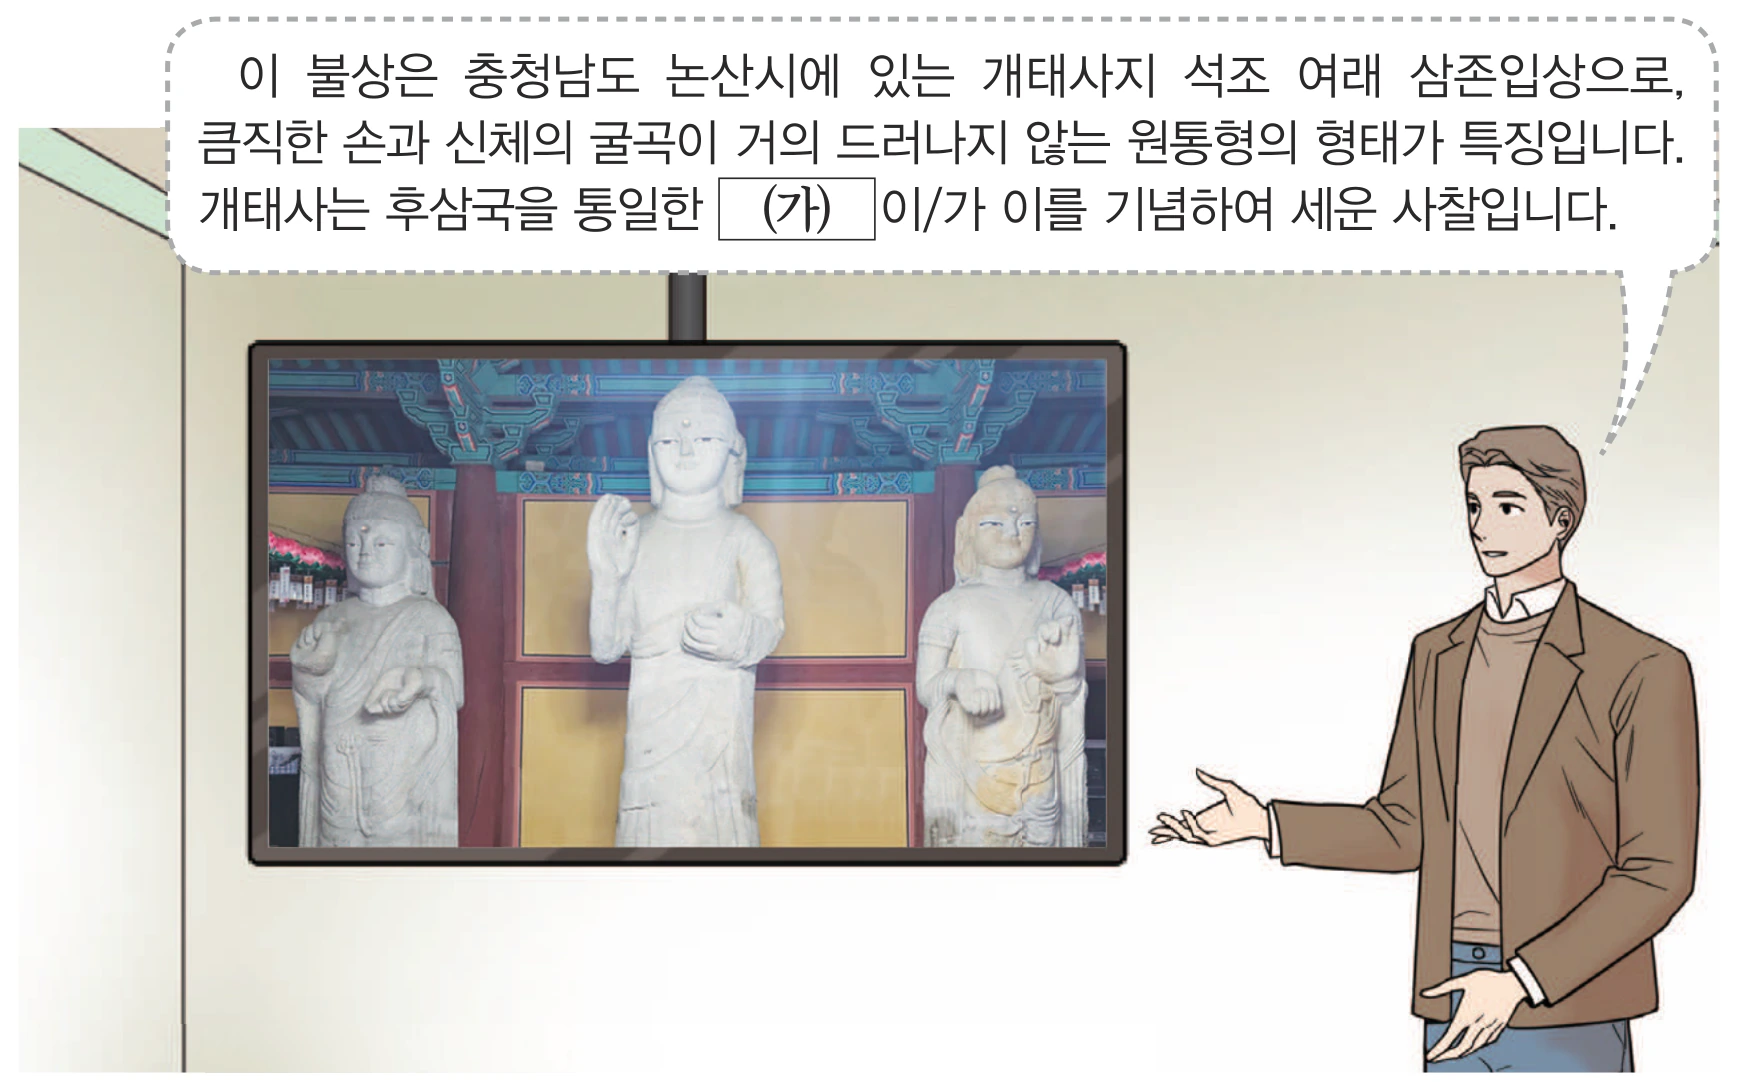 이 불상은 충청남도 논산시에 있는 개태사지 석조 여래 삼존입상으로,
큼직한 손과 신체의 굴곡이 거의 드러나지 않는 원통형의 형태가 특징입니다.
개태사는 후삼국을 통일한 (가) 이/가 이를 기념하여 세운 사찰입니다.